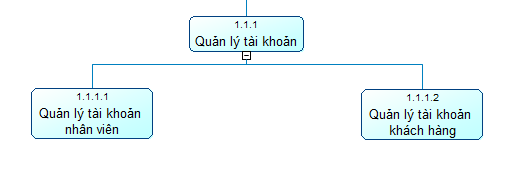 1.1.1
Quản lý tài khoản
1.1.1.1
Quản lý tài khoản
nhân viên
1.1.1.2
Quản lý tài khoản
khách hàng